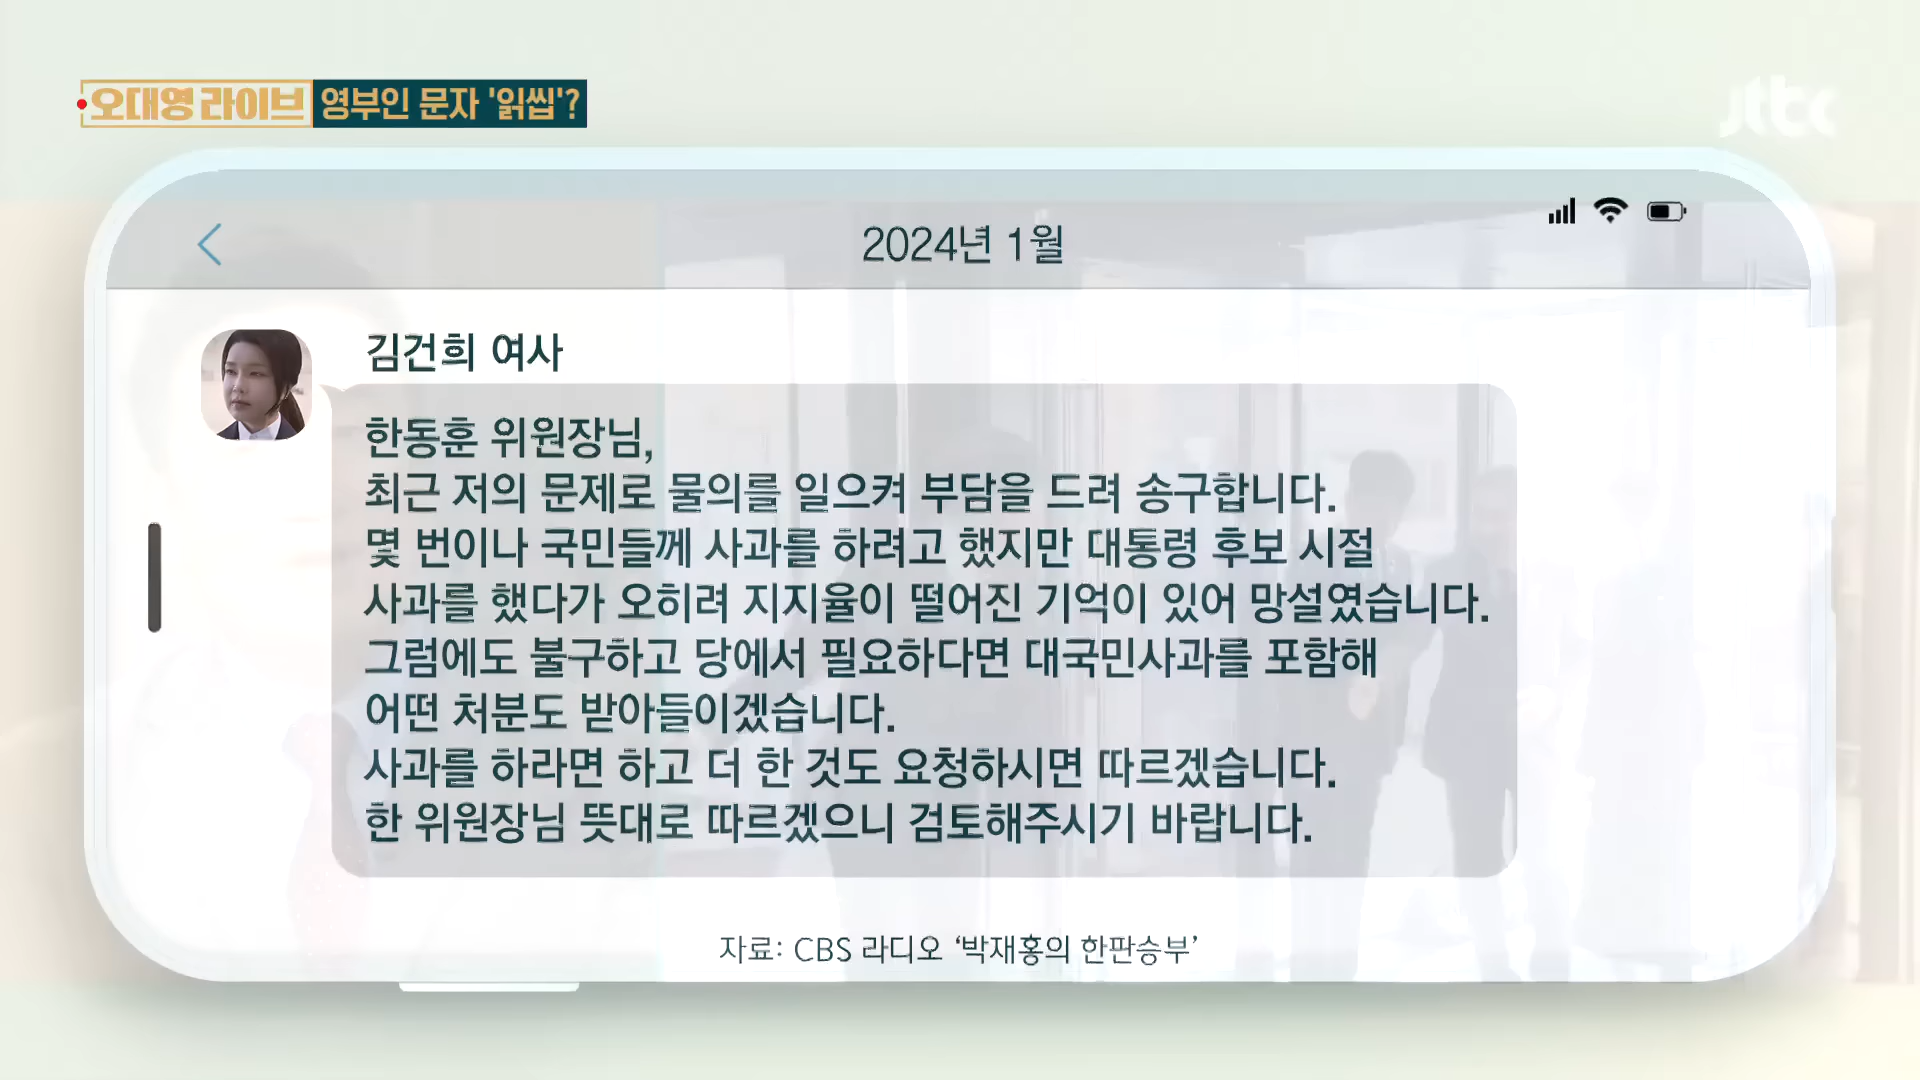 오대영 라이브 영부인 문자 '읽씹'?
jtbc
2024년 1월
김건희 여사
한동훈 위원장님,
최근 저의 문제로 물의를 일으켜 부담을 드려 송구합니다.
몇 번이나 국민들께 사과를 하려고 했지만 대통령 후보 시절
사과를 했다가 오히려 지지율이 떨어진 기억이 있어 망설였습니다.
그럼에도 불구하고 당에서 필요하다면 대국민사과를 포함해
어떤 처분도 받아들이겠습니다.
사과를 하라면 하고 더 한 것도 요청하시면 따르겠습니다.
한 위원장님 뜻대로 따르겠으니 검토해주시기 바랍니다.
자료: CBS 라디오 ‘박재홍의 한판승부’